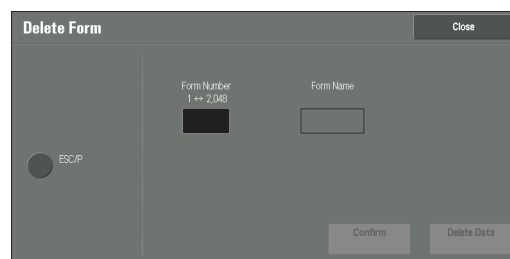 Delete Form
Close
Form Number
1 ↔ 2,048
Form Name
ESC/P
Confirm
Delete Data